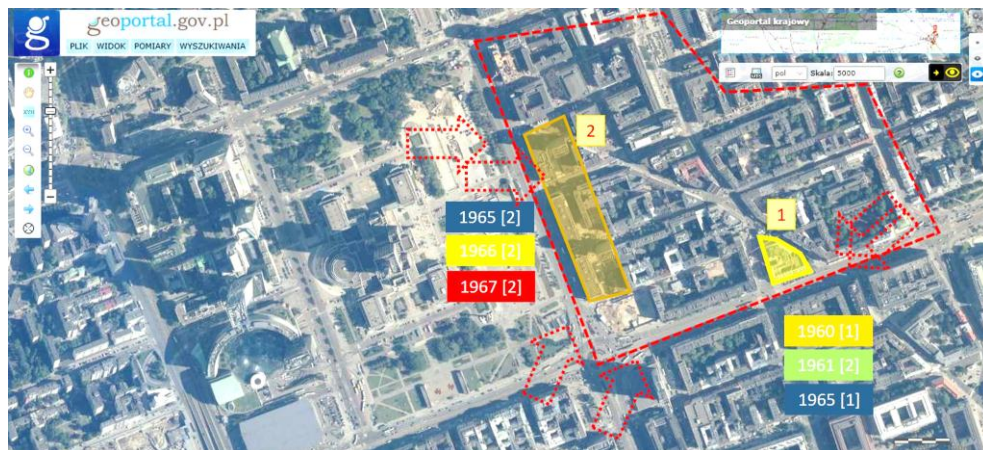 geoportal.gov.pl
PLIK WIDOK POMIARY WYSZUKIWANIA
Geoportal krajowy
pol Skala: 5000
2
1965 [2]
1966 [2]
1967 [2]
1
1960 [1]
1961 [2]
1965 [1]